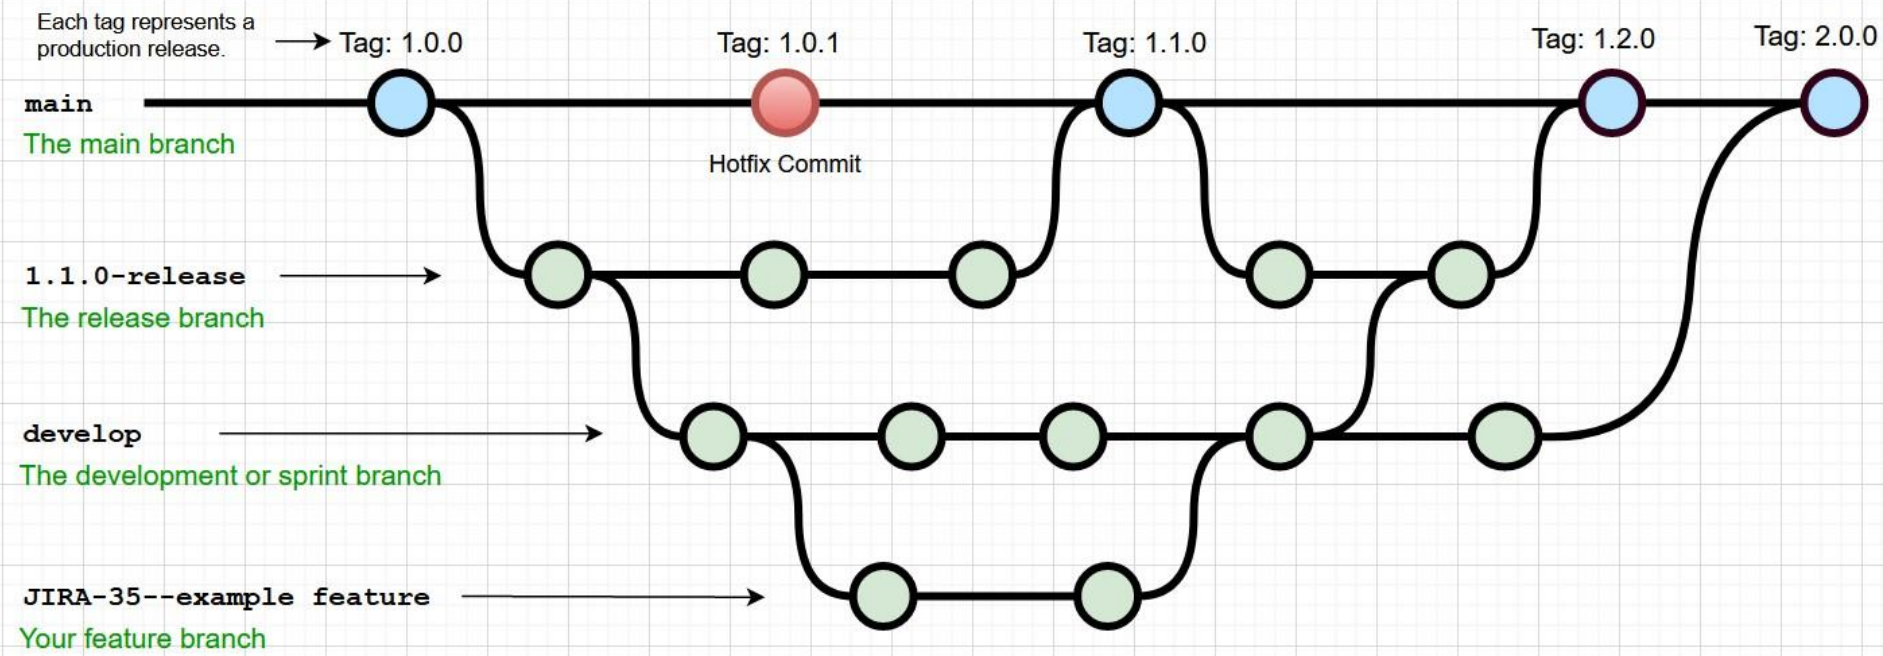 Each tag represents a
production release.
Tag: 1.0.0
Tag: 1.0.1
Tag: 1.1.0
Tag: 1.2.0
Tag: 2.0.0
main
The main branch
Hotfix Commit
1.1.0-release
The release branch
develop
The development or sprint branch
JIRA-35--example feature
Your feature branch